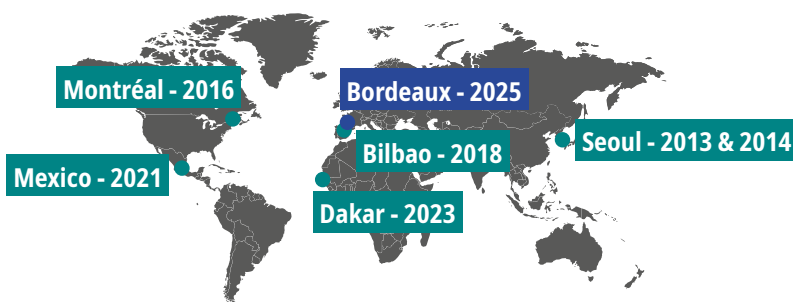 Montréal - 2016
Bordeaux - 2025
Seoul - 2013 & 2014
Bilbao - 2018
Mexico - 2021
Dakar - 2023